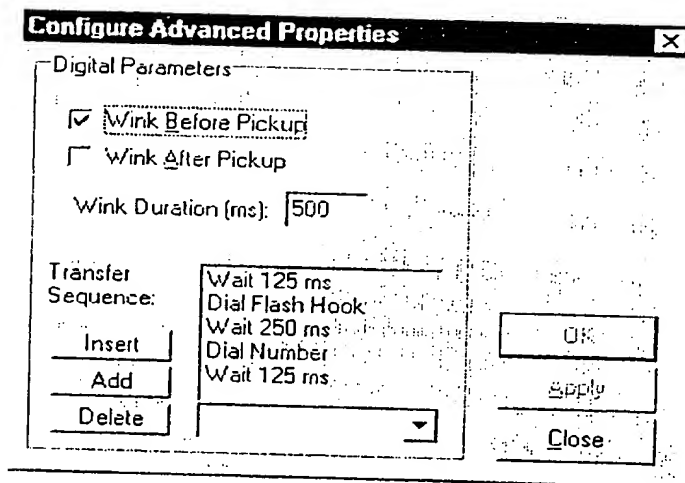 Configure Advanced Properties
Digital Parameters
Wink Before Pickup
Wink After Pickup
Wink Duration (ms): 500
Transfer
Sequence:
Wait 125 ms
Dial Flash Hook
Wait 250 ms
Dial Number
Wait 125 ms
Insert
Add
Delete
OK
Apply
Close